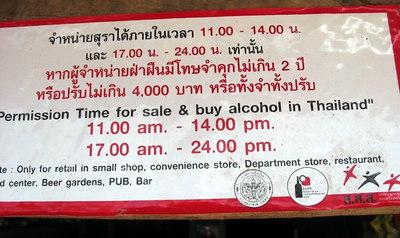 จำหน่ายสุราได้ภายในเวลา 11.00 - 14.00 น.
และ 17.00 น. - 24.00 น. เท่านั้น
หากผู้จำหน่ายฝ่าฝืนมีโทษจำคุกไม่เกิน 2 ปี
หรือปรับไม่เกิน 4,000 บาท หรือทั้งจำทั้งปรับ
Permission Time for sale & buy alcohol in Thailand"
11.00 am. - 14.00 pm.
17.00 am. - 24.00 pm.
te : Only for retail in small shop, convenience store, Department store, restaurant,
d center, Beer gardens, PUB, Bar
ส.ส.ส.